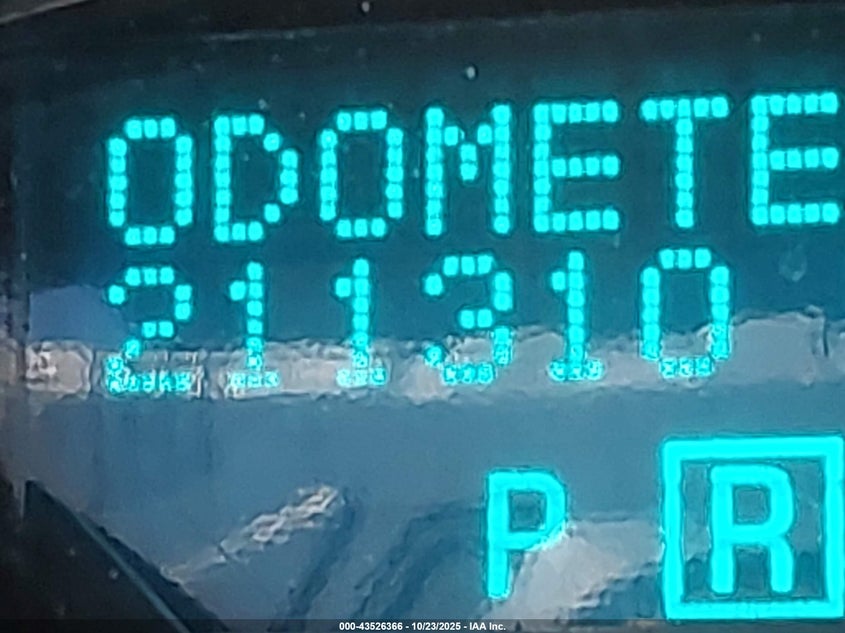 ODOMETE
211310
P R
000-43526366 - 10/23/2025 - IAA Inc.